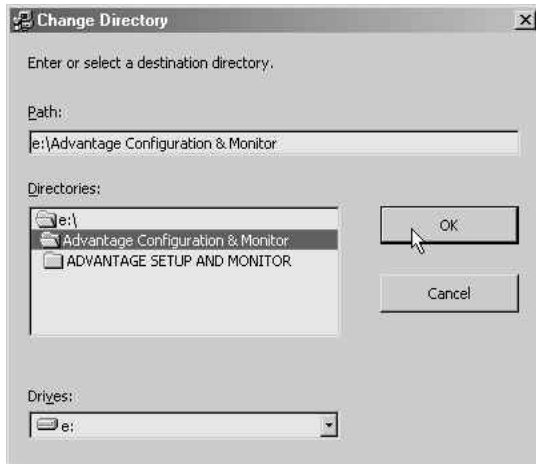 Change Directory
Enter or select a destination directory.
Path:
e:\Advantage Configuration & Monitor
Directories:
e:\
Advantage Configuration & Monitor
ADVANTAGE SETUP AND MONITOR
OK
Cancel
Drives:
e: